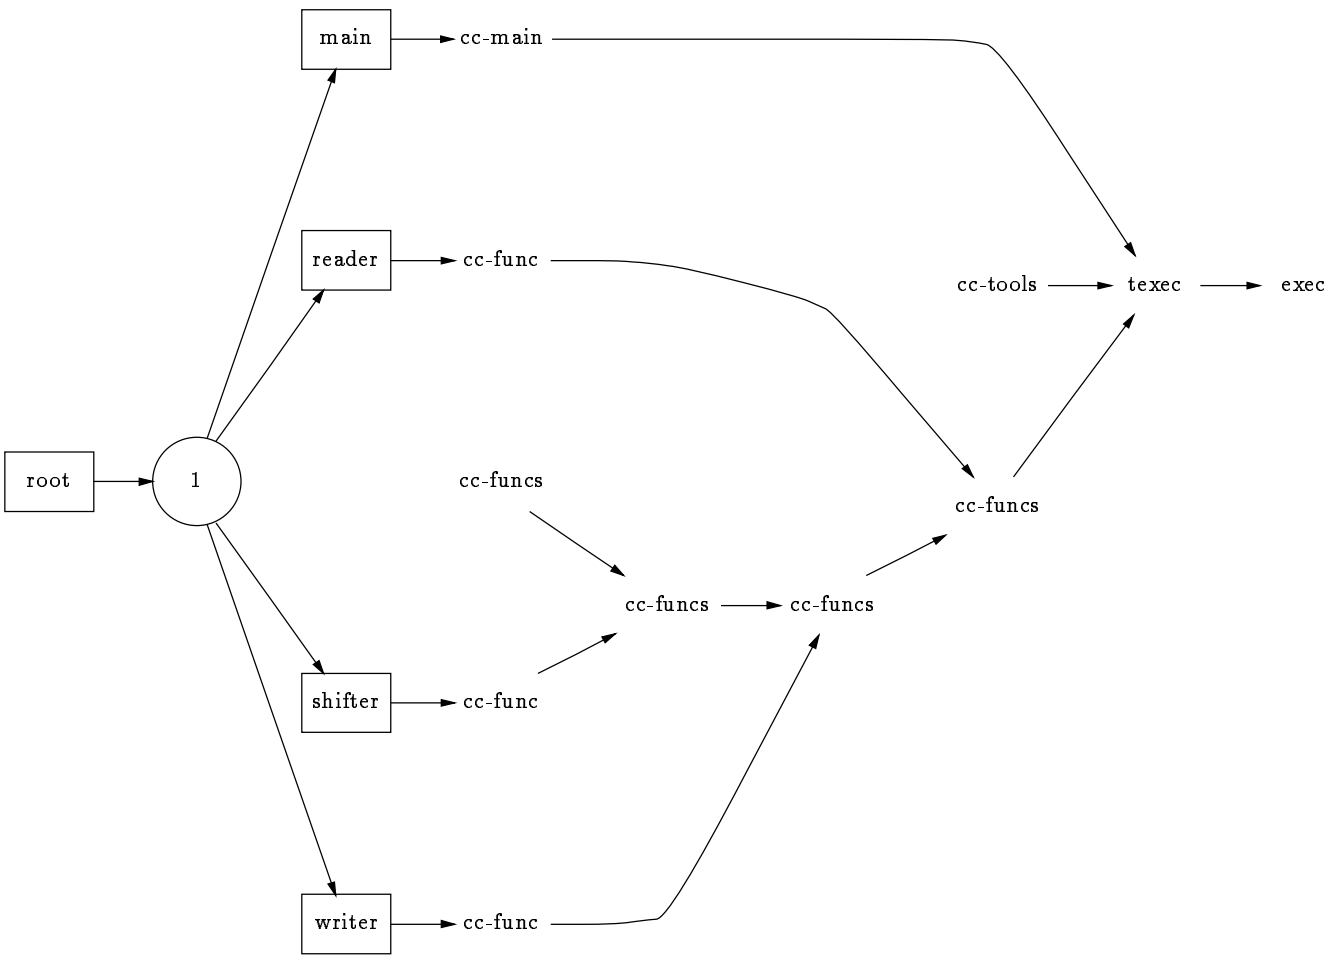 main
cc-main
reader
cc-func
cc-tools
texec
exec
root
1
cc-funcs
cc-funcs
cc-funcs
cc-funcs
shifter
cc-func
writer
cc-func